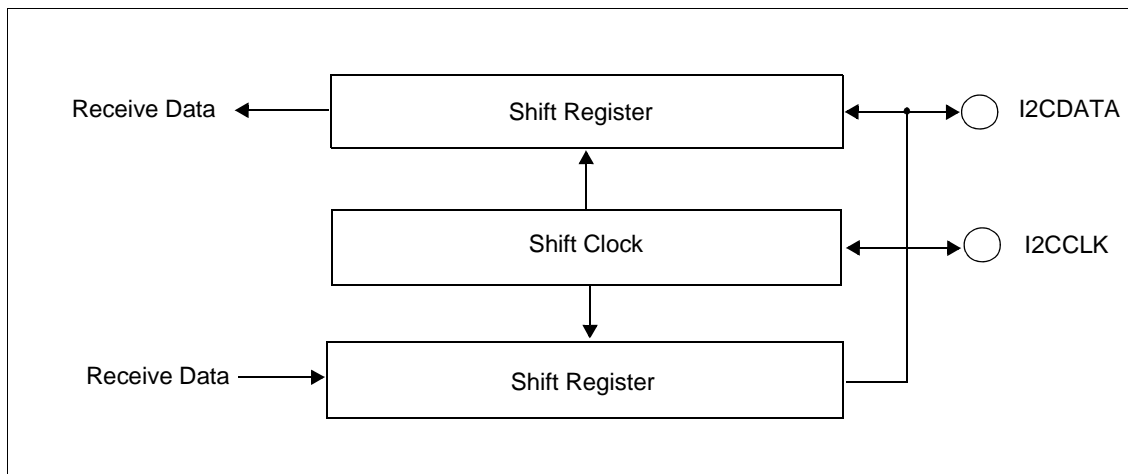 Receive Data
Shift Register
I2CDATA
Shift Clock
I2CCLK
Receive Data
Shift Register